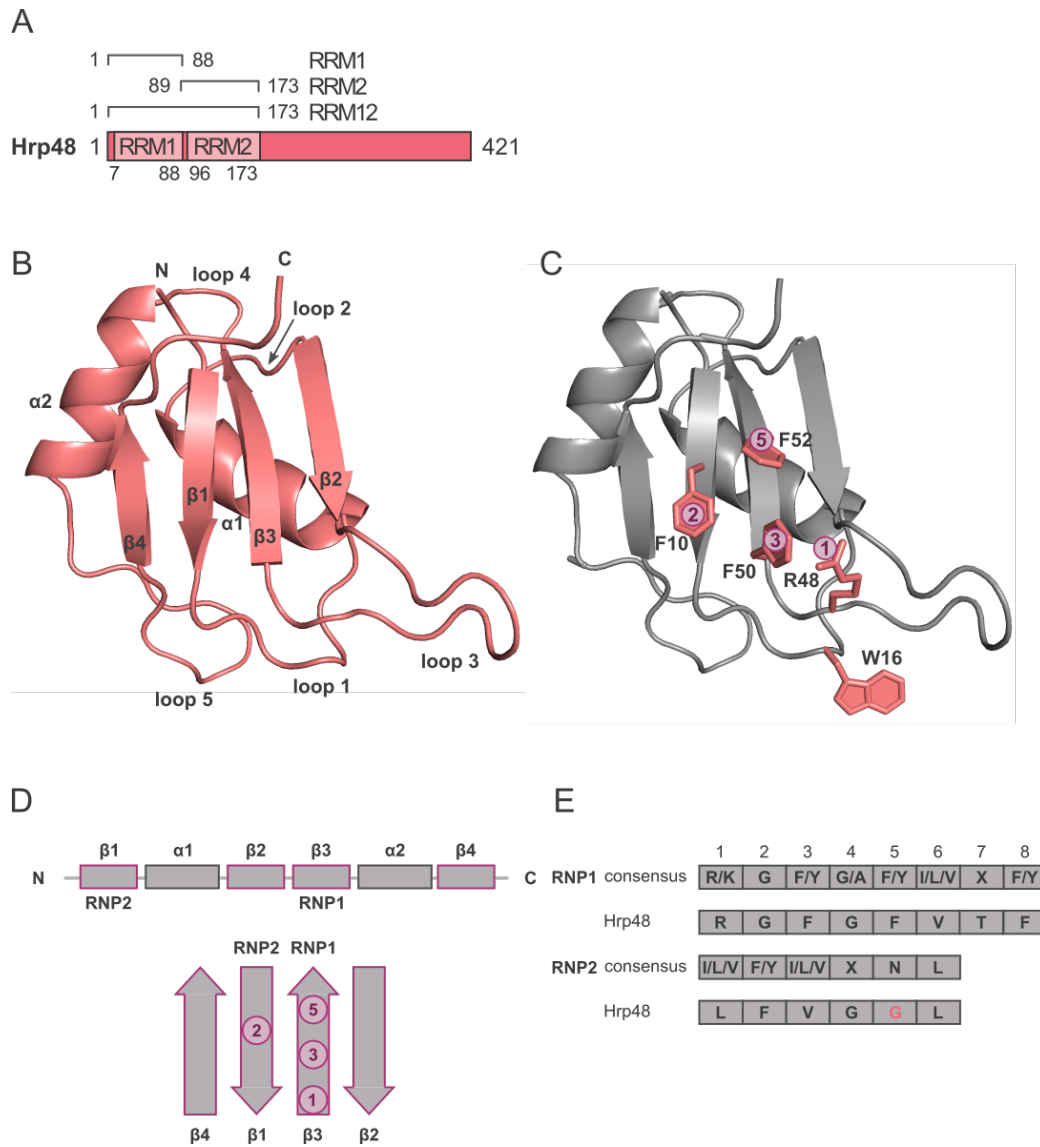 A
1 88 RRM1
89 173 RRM2
1 173 RRM12
Hrp48 1 RRM1 RRM2 421
7 88 96 173
B
N loop 4 C
loop 2
α2
β1 β2
α1
β4 β3
loop 3
loop 5 loop 1
C
5 F52
2
F10 3 1
F50 R48
W16
D
β1 α1 β2 β3 α2 β4
N C
RNP2 RNP1
RNP2 RNP1
5
2
3
1
β4 β1 β3 β2
E
1 2 3 4 5 6 7 8
RNP1 consensus R/K G F/Y G/A F/Y I/L/V X F/Y
Hrp48 R G F G F V T F
RNP2 consensus I/L/V F/Y I/L/V X N L
Hrp48 L F V G G L